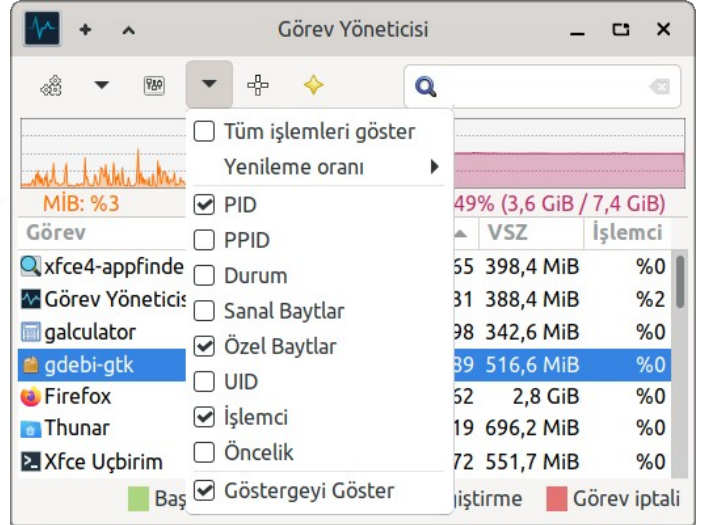 Görev Yöneticisi
Tüm işlemleri göster
Yenileme oranı
MİB: %3
PID
49% (3,6 GiB / 7,4 GiB)
Görev
PPID
VSZ
İşlemci
xfce4-appfinde
Durum
65 398,4 MiB %0
Görev Yöneticis
Sanal Baytlar
31 388,4 MiB %2
galculator
Özel Baytlar
98 342,6 MiB %0
gdebi-gtk
UID
89 516,6 MiB %0
Firefox
İşlemci
62 2,8 GiB %0
Thunar
Öncelik
19 696,2 MiB %0
Xfce Uçbirim
72 551,7 MiB %0
Göstergeyi Göster
Görev iptali